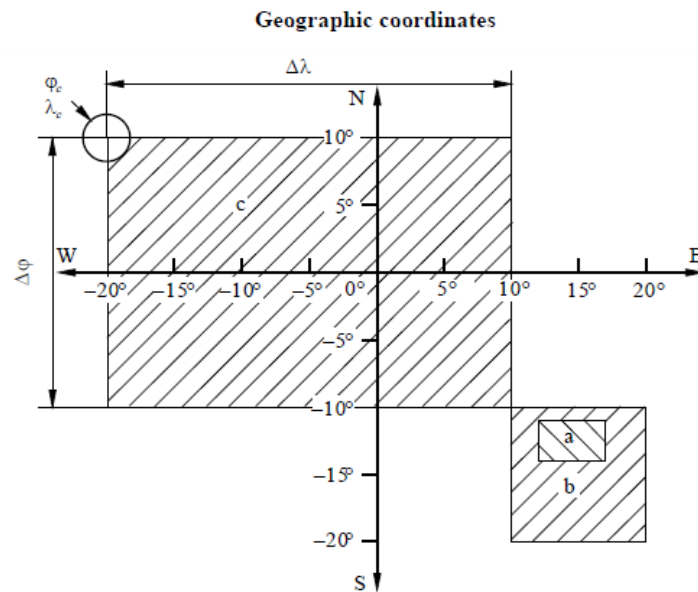 Geographic coordinates
Δλ
φc
λc
N
10°
c
5°
W
E
Δφ
–20° –15° –10° –5° 0° 5° 10° 15° 20°
–5°
–10°
a
–15°
b
–20°
S